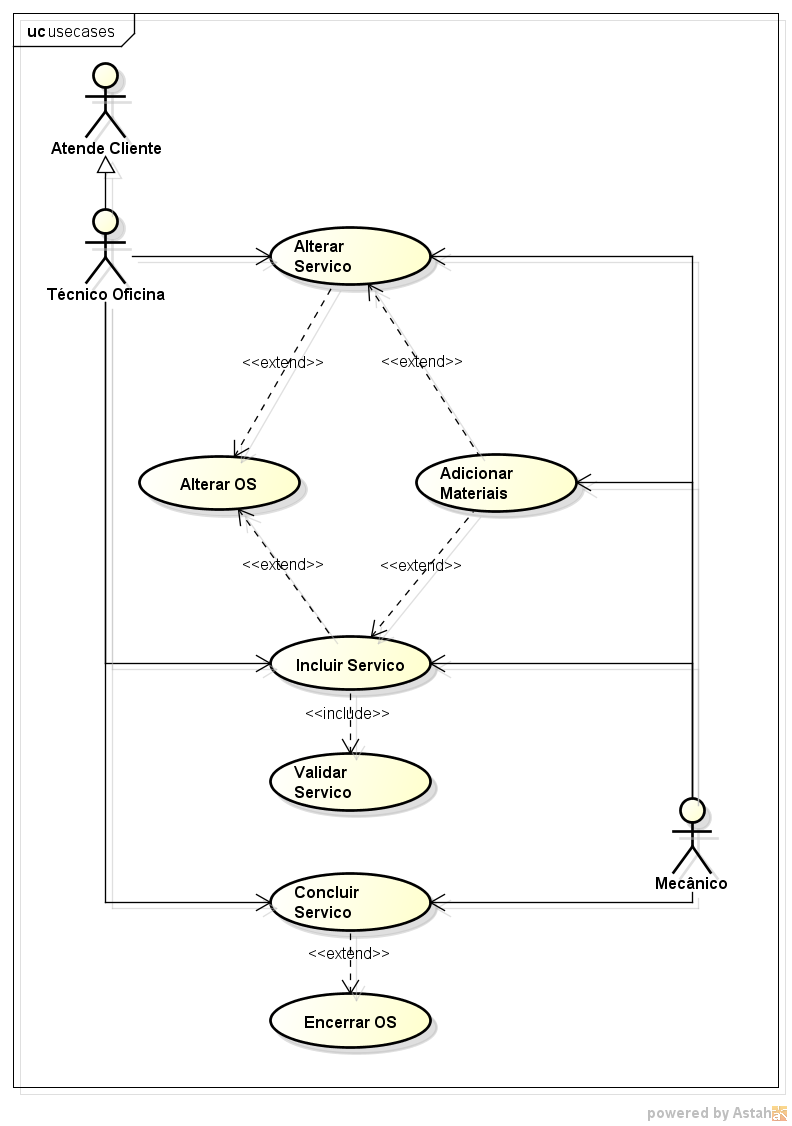 uc usecases
Atende Cliente
Técnico Oficina
Alterar
Servico
<<extend>>
<<extend>>
Alterar OS
Adicionar
Materiais
<<extend>>
<<extend>>
Incluir Servico
<<include>>
Validar
Servico
Mecânico
Concluir
Servico
<<extend>>
Encerrar OS
powered by Astah